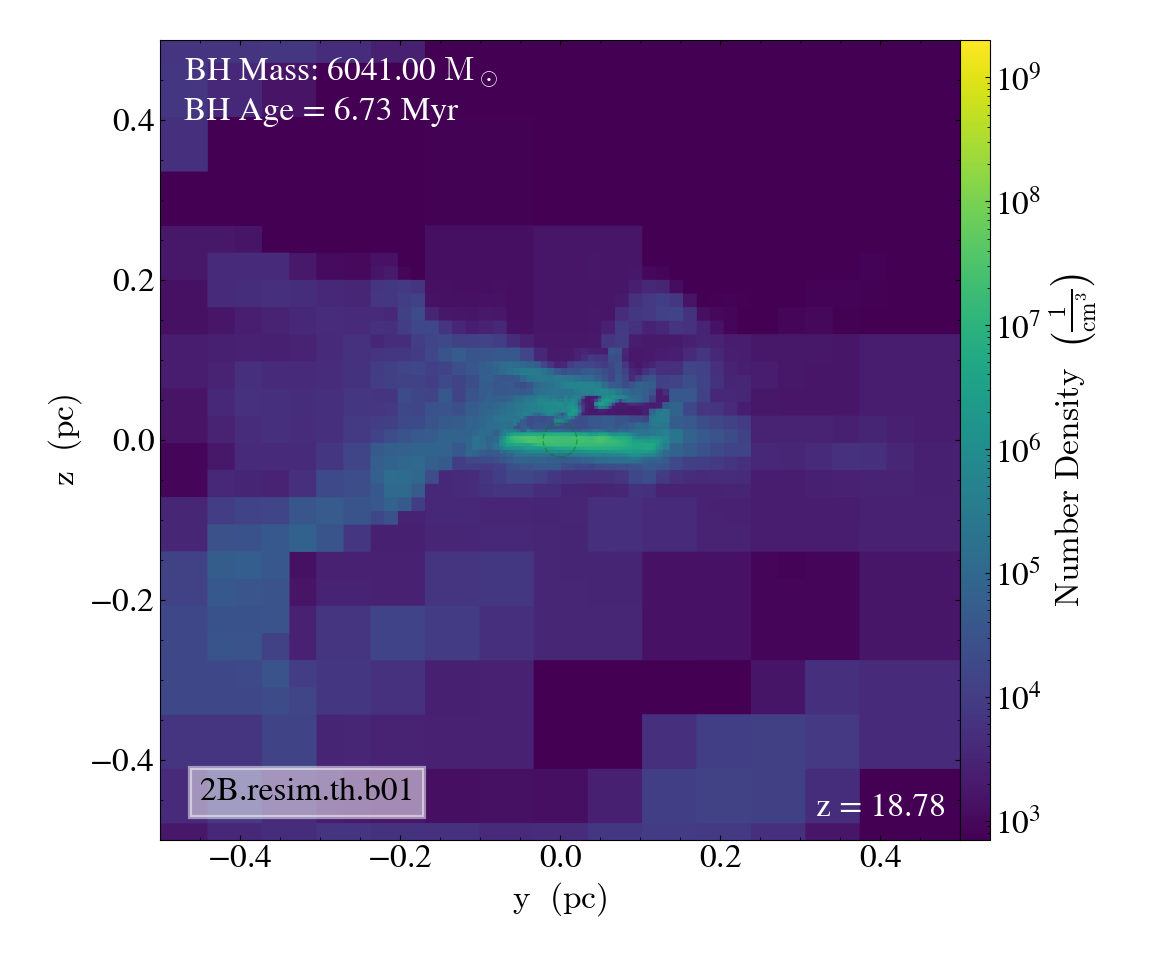 BH Mass: 6041.00 M⊙
BH Age = 6.73 Myr
0.4
0.2
0.0
−0.2
−0.4
z (pc)
2B.resim.th.b01
z = 18.78
−0.4 −0.2 0.0 0.2 0.4
y (pc)
10⁹
10⁸
10⁷
10⁶
10⁵
10⁴
10³
Number Density (1/cm³)